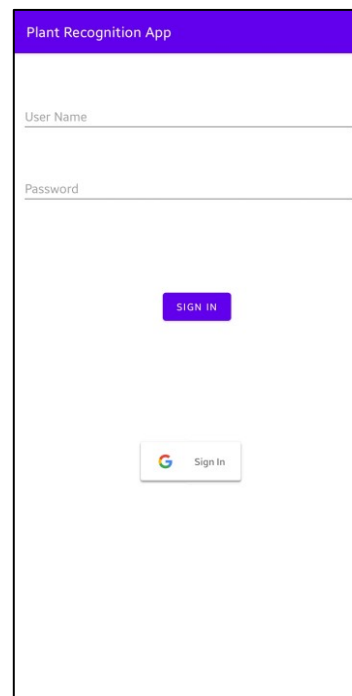 Plant Recognition App
User Name
Password
SIGN IN
Sign In